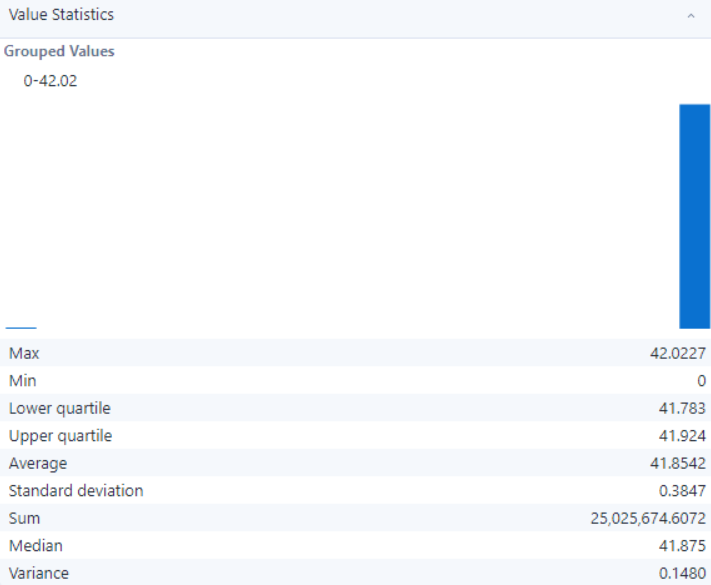 Value Statistics
Grouped Values
0-42.02
Max 42.0227
Min 0
Lower quartile 41.783
Upper quartile 41.924
Average 41.8542
Standard deviation 0.3847
Sum 25,025,674.6072
Median 41.875
Variance 0.1480